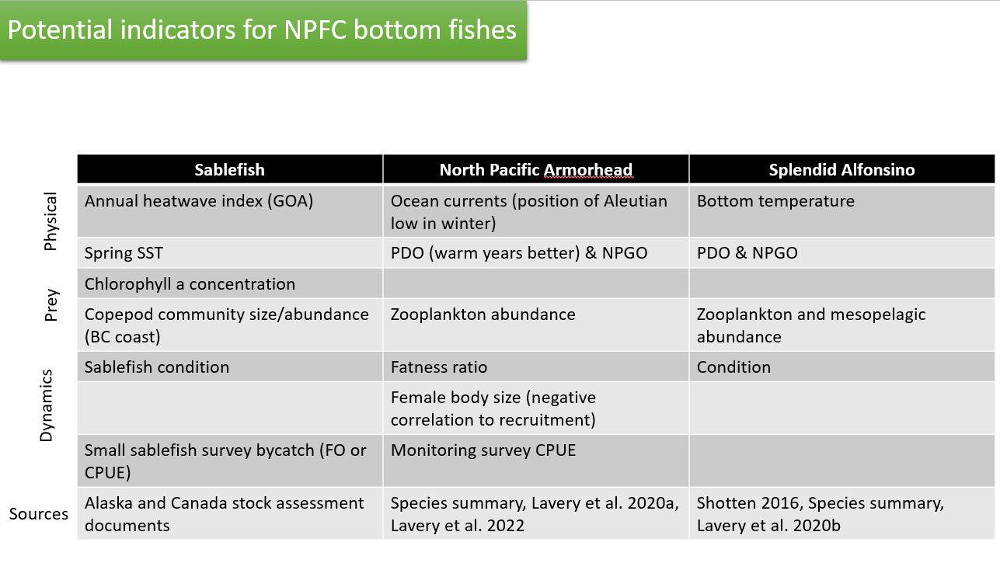 Potential indicators for NPFC bottom fishes
Sablefish
North Pacific Armorhead
Splendid Alfonsino
Physical
Annual heatwave index (GOA)
Ocean currents (position of Aleutian
low in winter)
Bottom temperature
Spring SST
PDO (warm years better) & NPGO
PDO & NPGO
Prey
Chlorophyll a concentration
Copepod community size/abundance
(BC coast)
Zooplankton abundance
Zooplankton and mesopelagic
abundance
Dynamics
Sablefish condition
Fatness ratio
Condition
Female body size (negative
correlation to recruitment)
Small sablefish survey bycatch (FO or
CPUE)
Monitoring survey CPUE
Sources
Alaska and Canada stock assessment
documents
Species summary, Lavery et al. 2020a,
Lavery et al. 2022
Shotten 2016, Species summary,
Lavery et al. 2020b